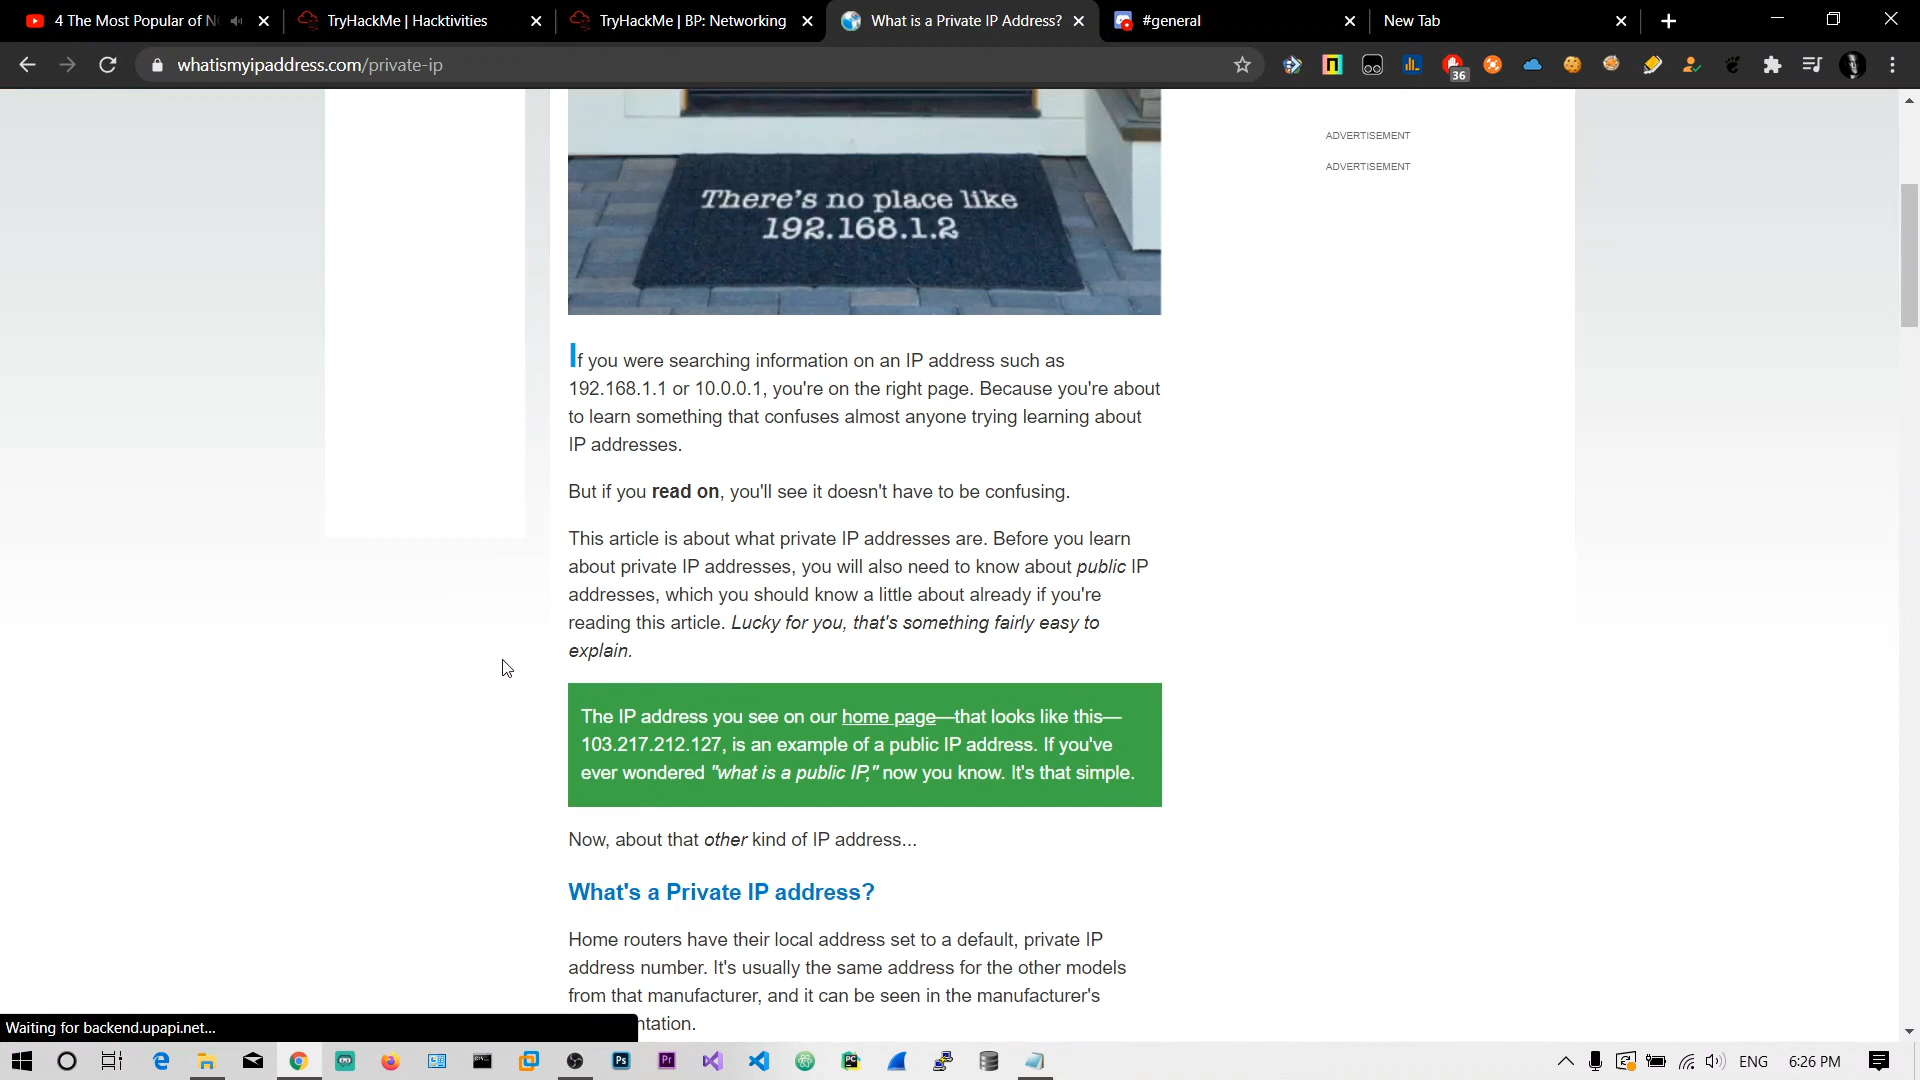 4 The Most Popular of N
TryHackMe | Hacktivities
TryHackMe | BP: Networking
What is a Private IP Address?
#general
New Tab
whatismyipaddress.com/private-ip
36
ADVERTISEMENT
ADVERTISEMENT
There's no place like
192.168.1.2
If you were searching information on an IP address such as
192.168.1.1 or 10.0.0.1, you're on the right page. Because you're about
to learn something that confuses almost anyone trying learning about
IP addresses.
But if you read on, you'll see it doesn't have to be confusing.
This article is about what private IP addresses are. Before you learn
about private IP addresses, you will also need to know about public IP
addresses, which you should know a little about already if you're
reading this article. Lucky for you, that's something fairly easy to
explain.
The IP address you see on our home page—that looks like this—
103.217.212.127, is an example of a public IP address. If you've
ever wondered "what is a public IP," now you know. It's that simple.
Now, about that other kind of IP address...
What's a Private IP address?
Home routers have their local address set to a default, private IP
address number. It's usually the same address for the other models
from that manufacturer, and it can be seen in the manufacturer's
ntation.
Waiting for backend.upapi.net...
Ps
Pr
PC
ENG
6:26 PM